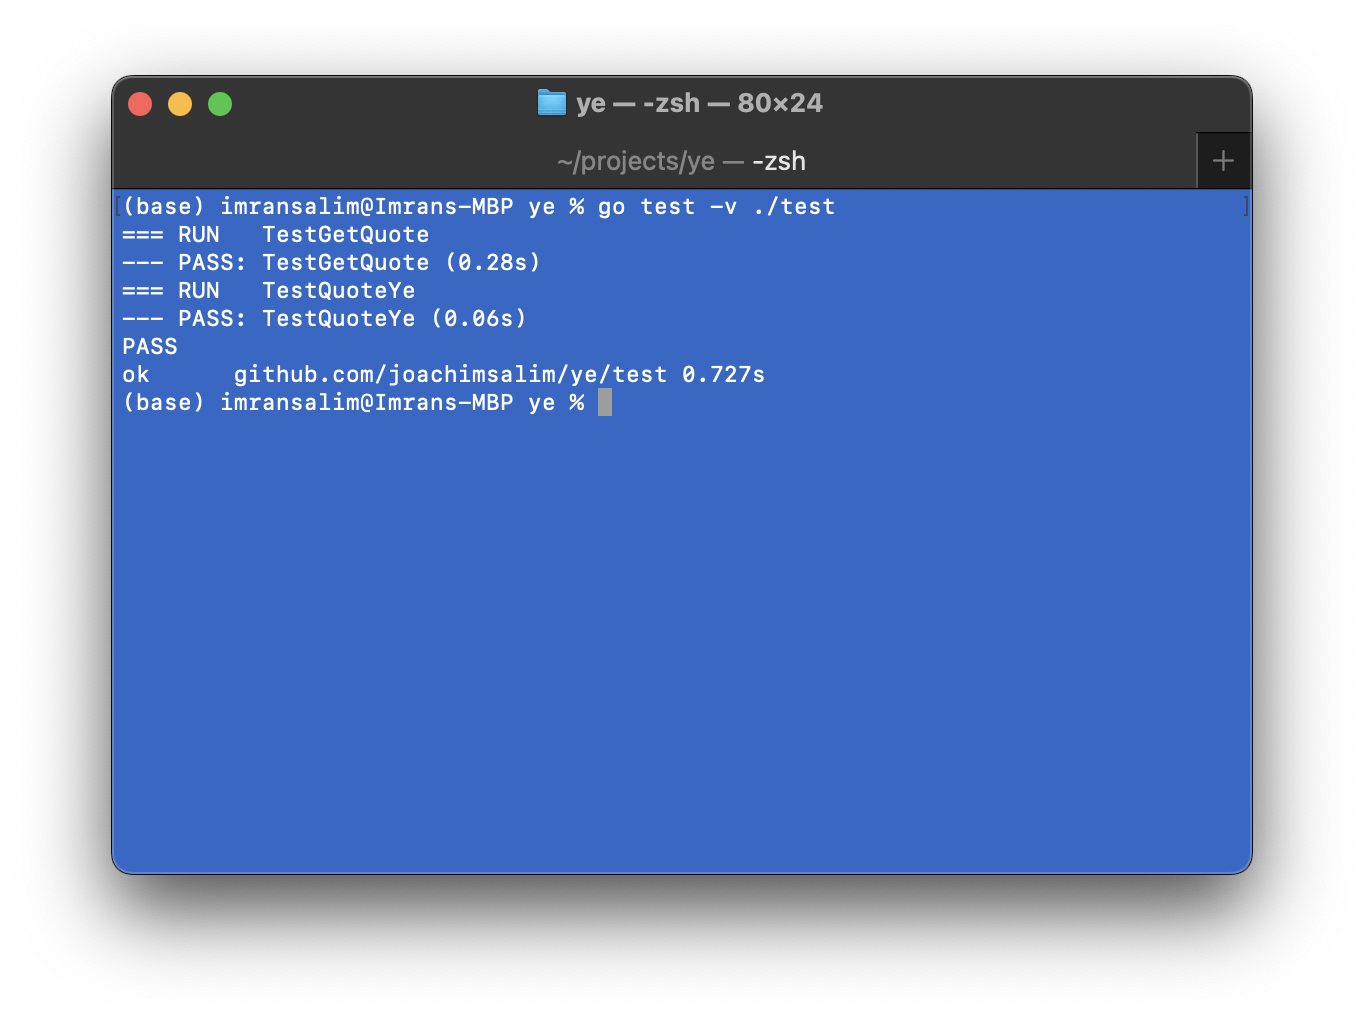 ye — -zsh — 80×24
~/projects/ye — -zsh
(base) imransalim@Imrans-MBP ye % go test -v ./test
=== RUN   TestGetQuote
--- PASS: TestGetQuote (0.28s)
=== RUN   TestQuoteYe
--- PASS: TestQuoteYe (0.06s)
PASS
ok      github.com/joachimsalim/ye/test 0.727s
(base) imransalim@Imrans-MBP ye %